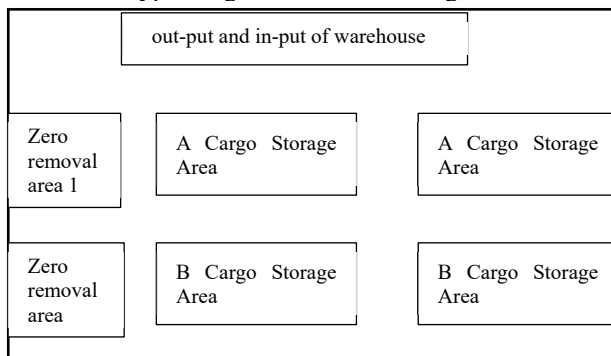 out-put and in-put of warehouse
Zero
removal
area 1
A Cargo Storage
Area
A Cargo Storage
Area
Zero
removal
area
B Cargo Storage
Area
B Cargo Storage
Area